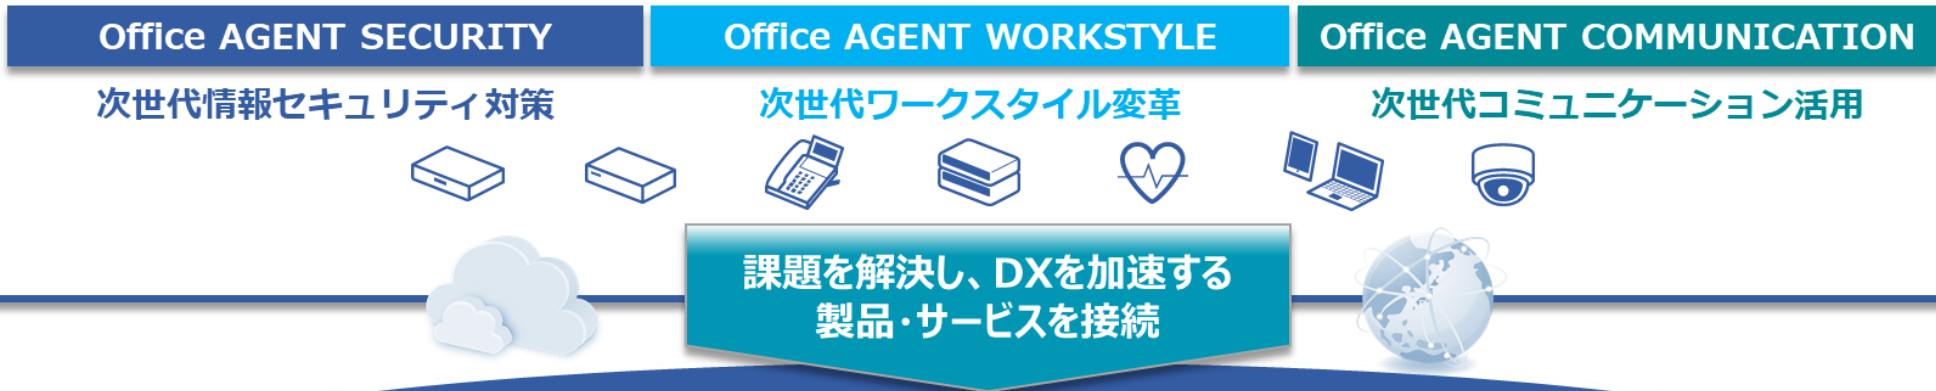 Office AGENT SECURITY
Office AGENT WORKSTYLE
Office AGENT COMMUNICATION
次世代情報セキュリティ対策
次世代ワークスタイル変革
次世代コミュニケーション活用
課題を解決し、DXを加速する
製品・サービスを接続